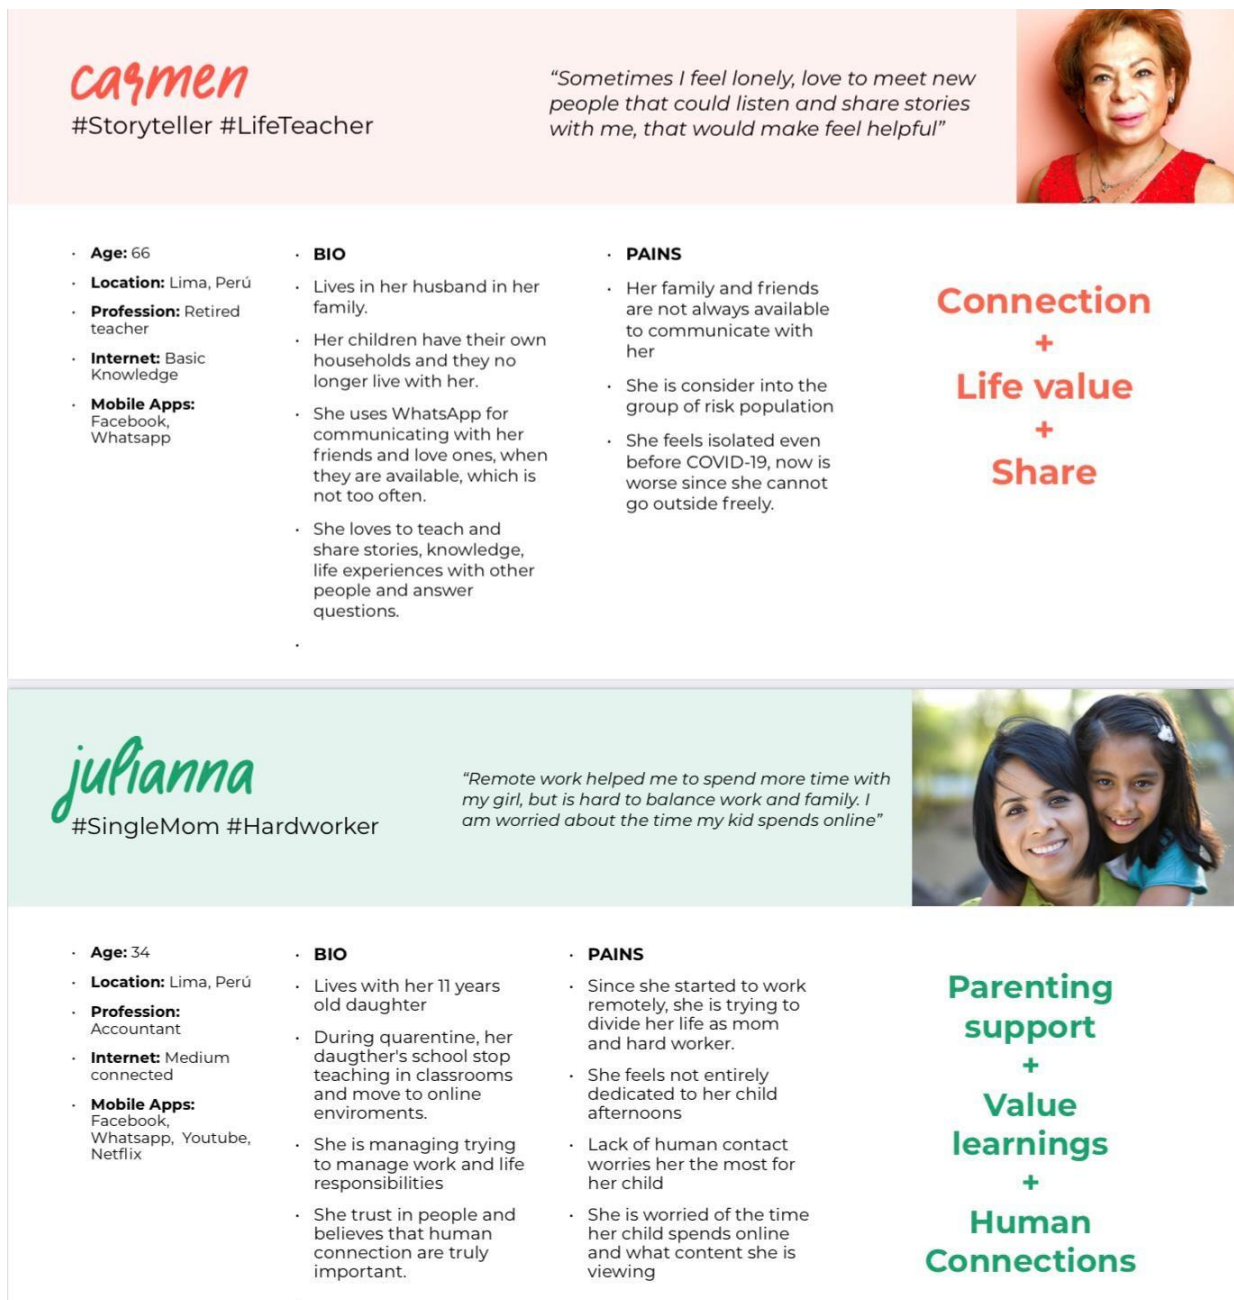 carmen
#Storyteller #LifeTeacher
“Sometimes I feel lonely, love to meet new
people that could listen and share stories
with me, that would make feel helpful”
· Age: 66
· Location: Lima, Perú
· Profession: Retired
teacher
· Internet: Basic
Knowledge
· Mobile Apps:
Facebook,
Whatsapp
· BIO
· Lives in her husband in her
family.
· Her children have their own
households and they no
longer live with her.
· She uses WhatsApp for
communicating with her
friends and love ones, when
they are available, which is
not too often.
· She loves to teach and
share stories, knowledge,
life experiences with other
people and answer
questions.
·
· PAINS
· Her family and friends
are not always available
to communicate with
her
· She is consider into the
group of risk population
· She feels isolated even
before COVID-19, now is
worse since she cannot
go outside freely.
Connection
+
Life value
+
Share
julianna
#SingleMom #Hardworker
“Remote work helped me to spend more time with
my girl, but is hard to balance work and family. I
am worried about the time my kid spends online”
· Age: 34
· Location: Lima, Perú
· Profession:
Accountant
· Internet: Medium
connected
· Mobile Apps:
Facebook,
Whatsapp, Youtube,
Netflix
· BIO
· Lives with her 11 years
old daughter
· During quarentine, her
daugther's school stop
teaching in classrooms
and move to online
enviroments.
· She is managing trying
to manage work and life
responsibilities
· She trust in people and
believes that human
connection are truly
important.
· PAINS
· Since she started to work
remotely, she is trying to
divide her life as mom
and hard worker.
· She feels not entirely
dedicated to her child
afternoons
· Lack of human contact
worries her the most for
her child
· She is worried of the time
her child spends online
and what content she is
viewing
Parenting
support
+
Value
learnings
+
Human
Connections